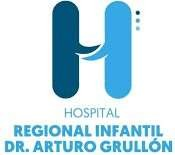 H
HOSPITAL
REGIONAL INFANTIL
DR. ARTURO GRULLÓN